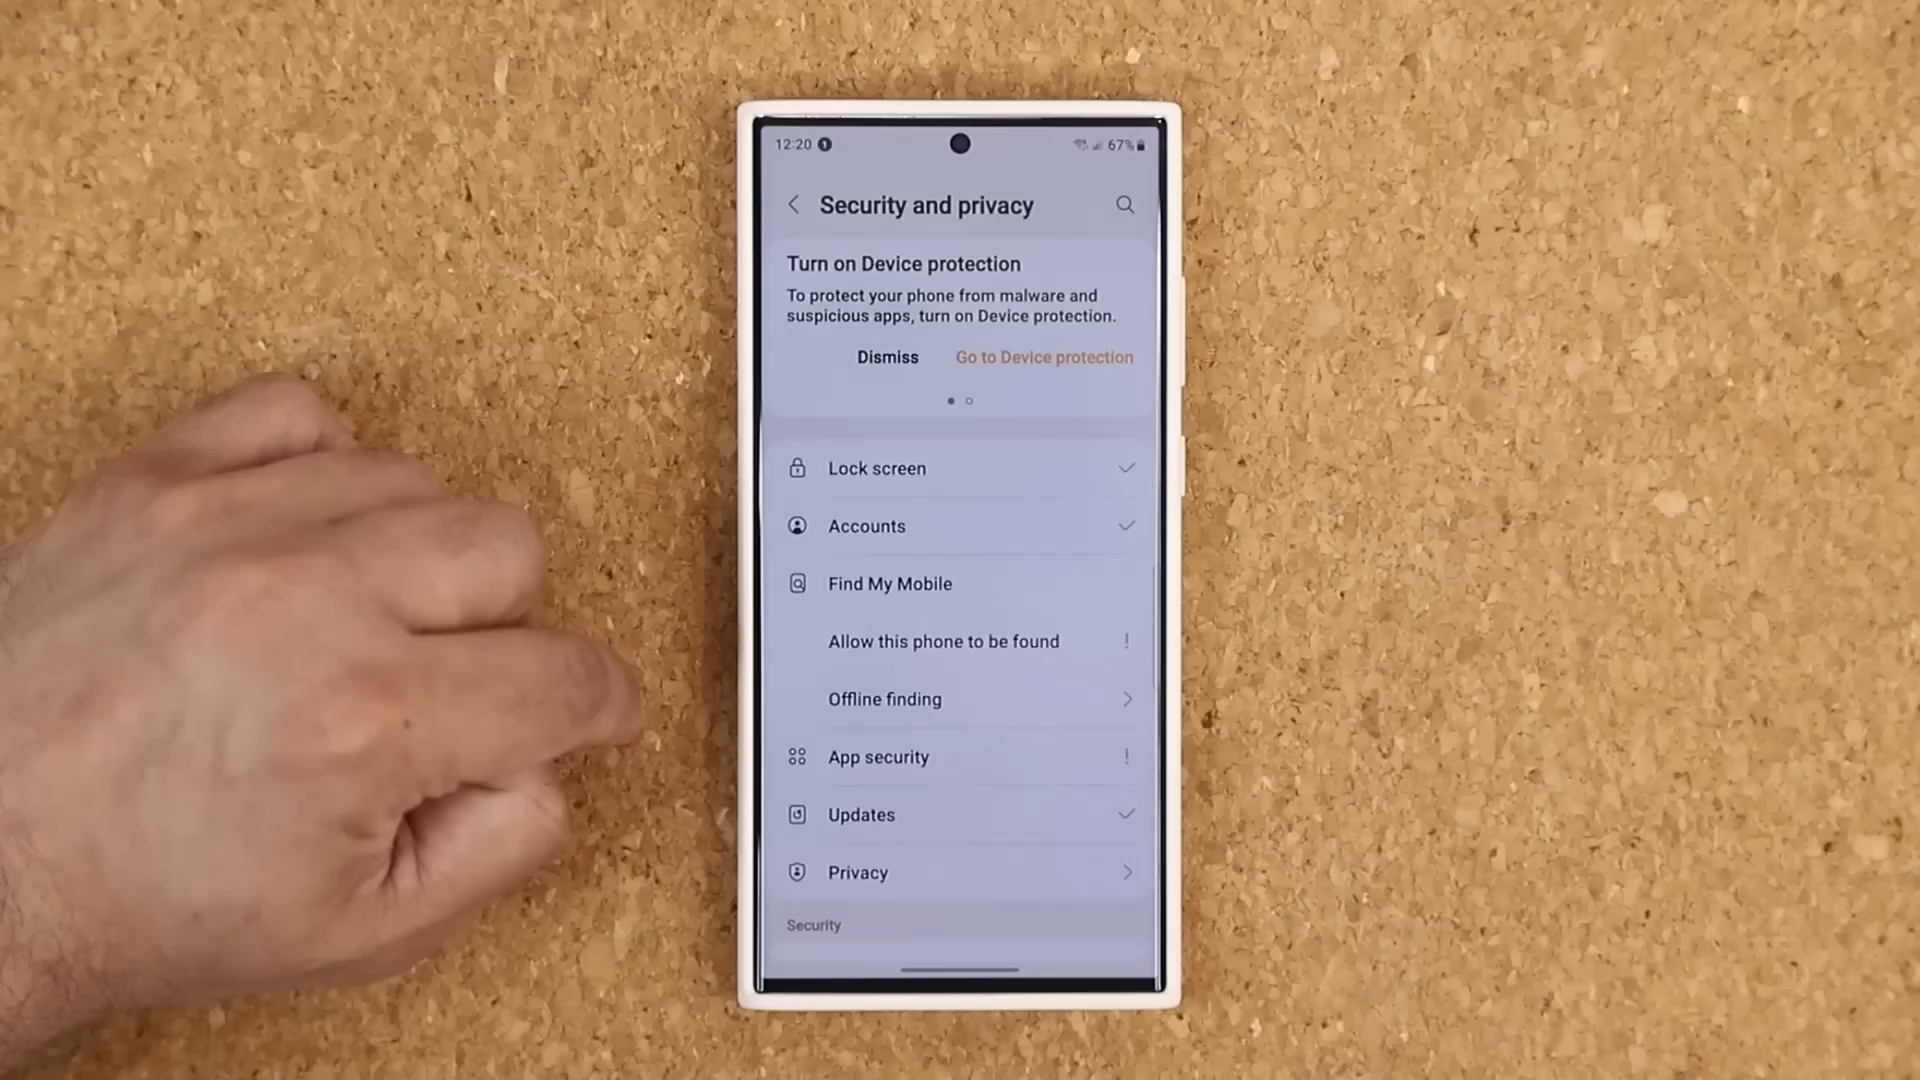 12:20
67%
Security and privacy
Turn on Device protection
To protect your phone from malware and
suspicious apps, turn on Device protection.
Dismiss
Go to Device protection
Lock screen
Accounts
Find My Mobile
Allow this phone to be found
!
Offline finding
App security
!
Updates
Privacy
Security